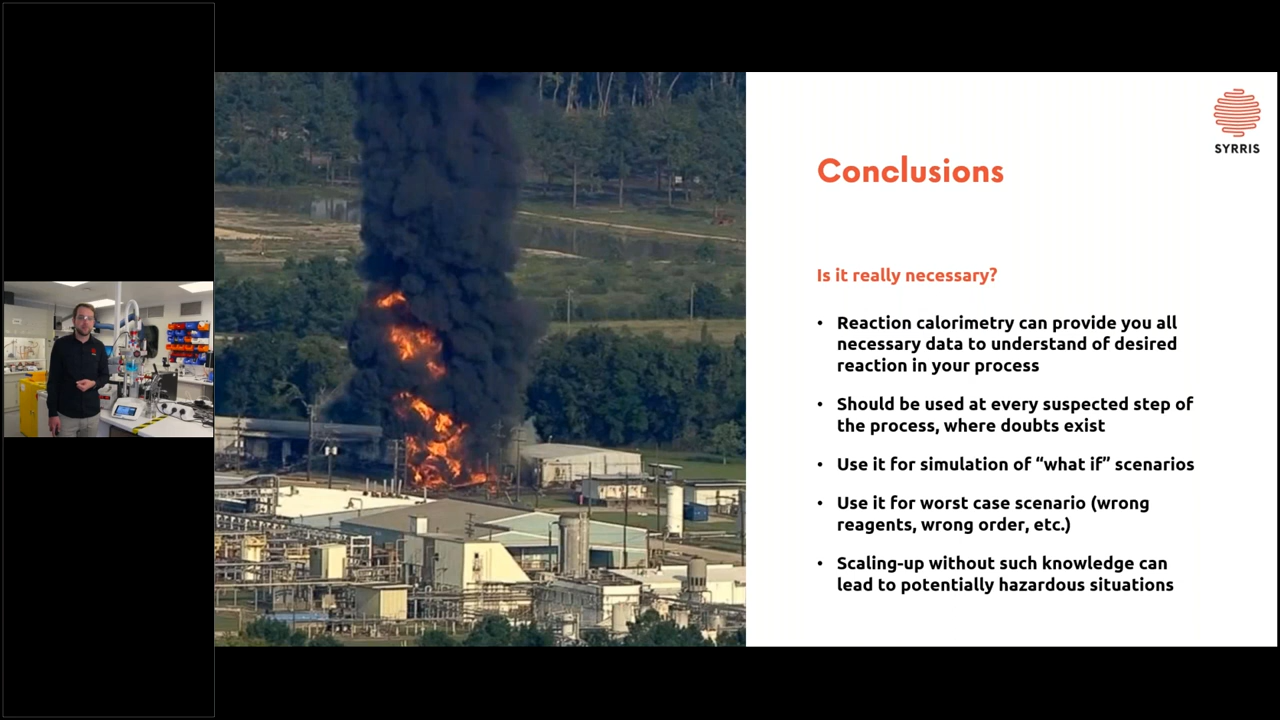 SYRRIS
Conclusions
Is it really necessary?
• Reaction calorimetry can provide you all
necessary data to understand of desired
reaction in your process
• Should be used at every suspected step of
the process, where doubts exist
• Use it for simulation of “what if” scenarios
• Use it for worst case scenario (wrong
reagents, wrong order, etc.)
• Scaling-up without such knowledge can
lead to potentially hazardous situations